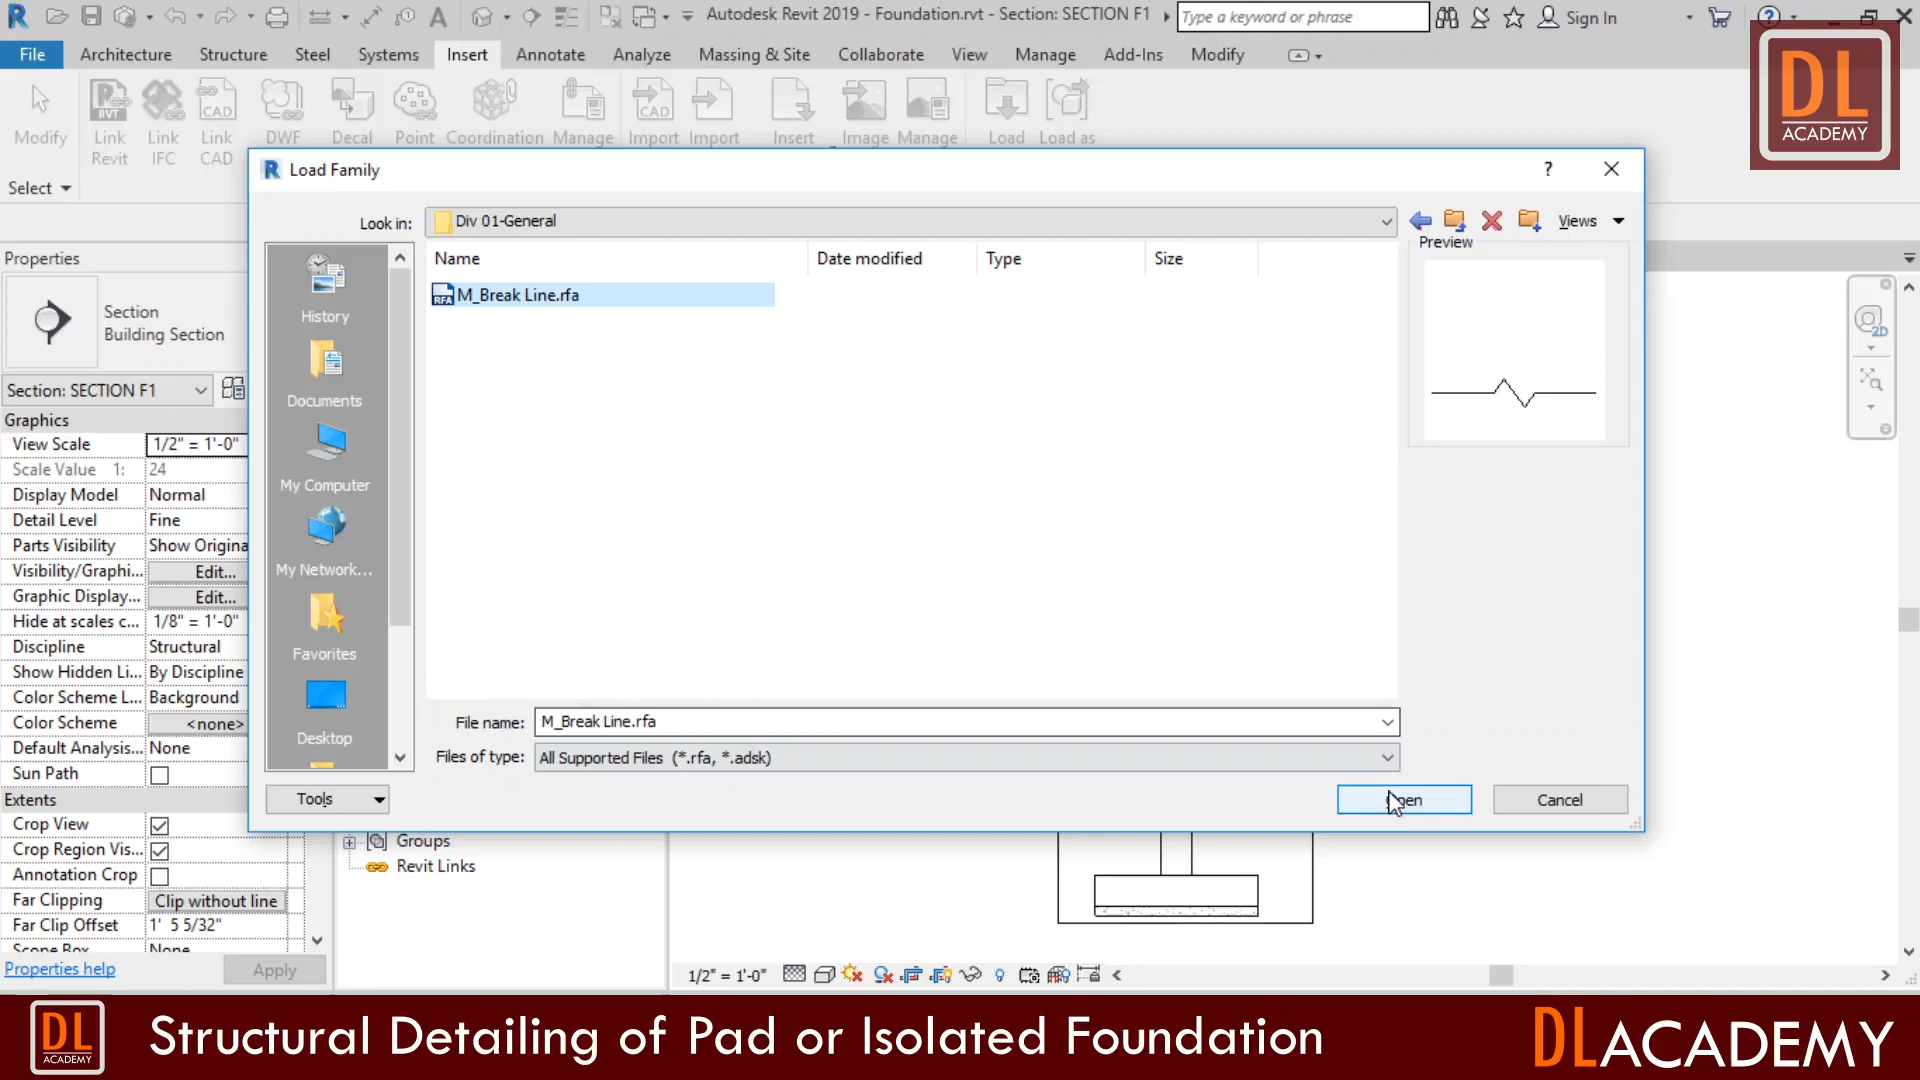 Autodesk Revit 2019 - Foundation.rvt - Section: SECTION F1
Type a keyword or phrase
Sign In
File Architecture Structure Steel Systems Insert Annotate Analyze Massing & Site Collaborate View Manage Add-Ins Modify
DL
ACADEMY
Modify
Link Revit
Link IFC
Link CAD
DWF
Decal
Point
Coordination
Manage
Import
Import
Insert
Image
Manage
Load
Load as
Select
Load Family
Look in: Div 01-General
Views
Preview
Name Date modified Type Size
M_Break Line.rfa
History
Documents
My Computer
My Network...
Favorites
Desktop
File name: M_Break Line.rfa
Files of type: All Supported Files (*.rfa, *.adsk)
Tools
Cancel
Properties
Section
Building Section
Section: SECTION F1
Graphics
View Scale 1/2" = 1'-0"
Scale Value 1: 24
Display Model Normal
Detail Level Fine
Parts Visibility Show Origina
Visibility/Graphi... Edit...
Graphic Display... Edit...
Hide at scales c... 1/8" = 1'-0"
Discipline Structural
Show Hidden Li... By Discipline
Color Scheme L... Background
Color Scheme <none>
Default Analysis... None
Sun Path
Extents
Crop View
Crop Region Vis...
Annotation Crop
Far Clipping Clip without line
Far Clip Offset 1' 5 5/32"
Scope Box None
Properties help
Apply
Groups
Revit Links
2D
1/2" = 1'-0"
DL
ACADEMY
Structural Detailing of Pad or Isolated Foundation
DLACADEMY